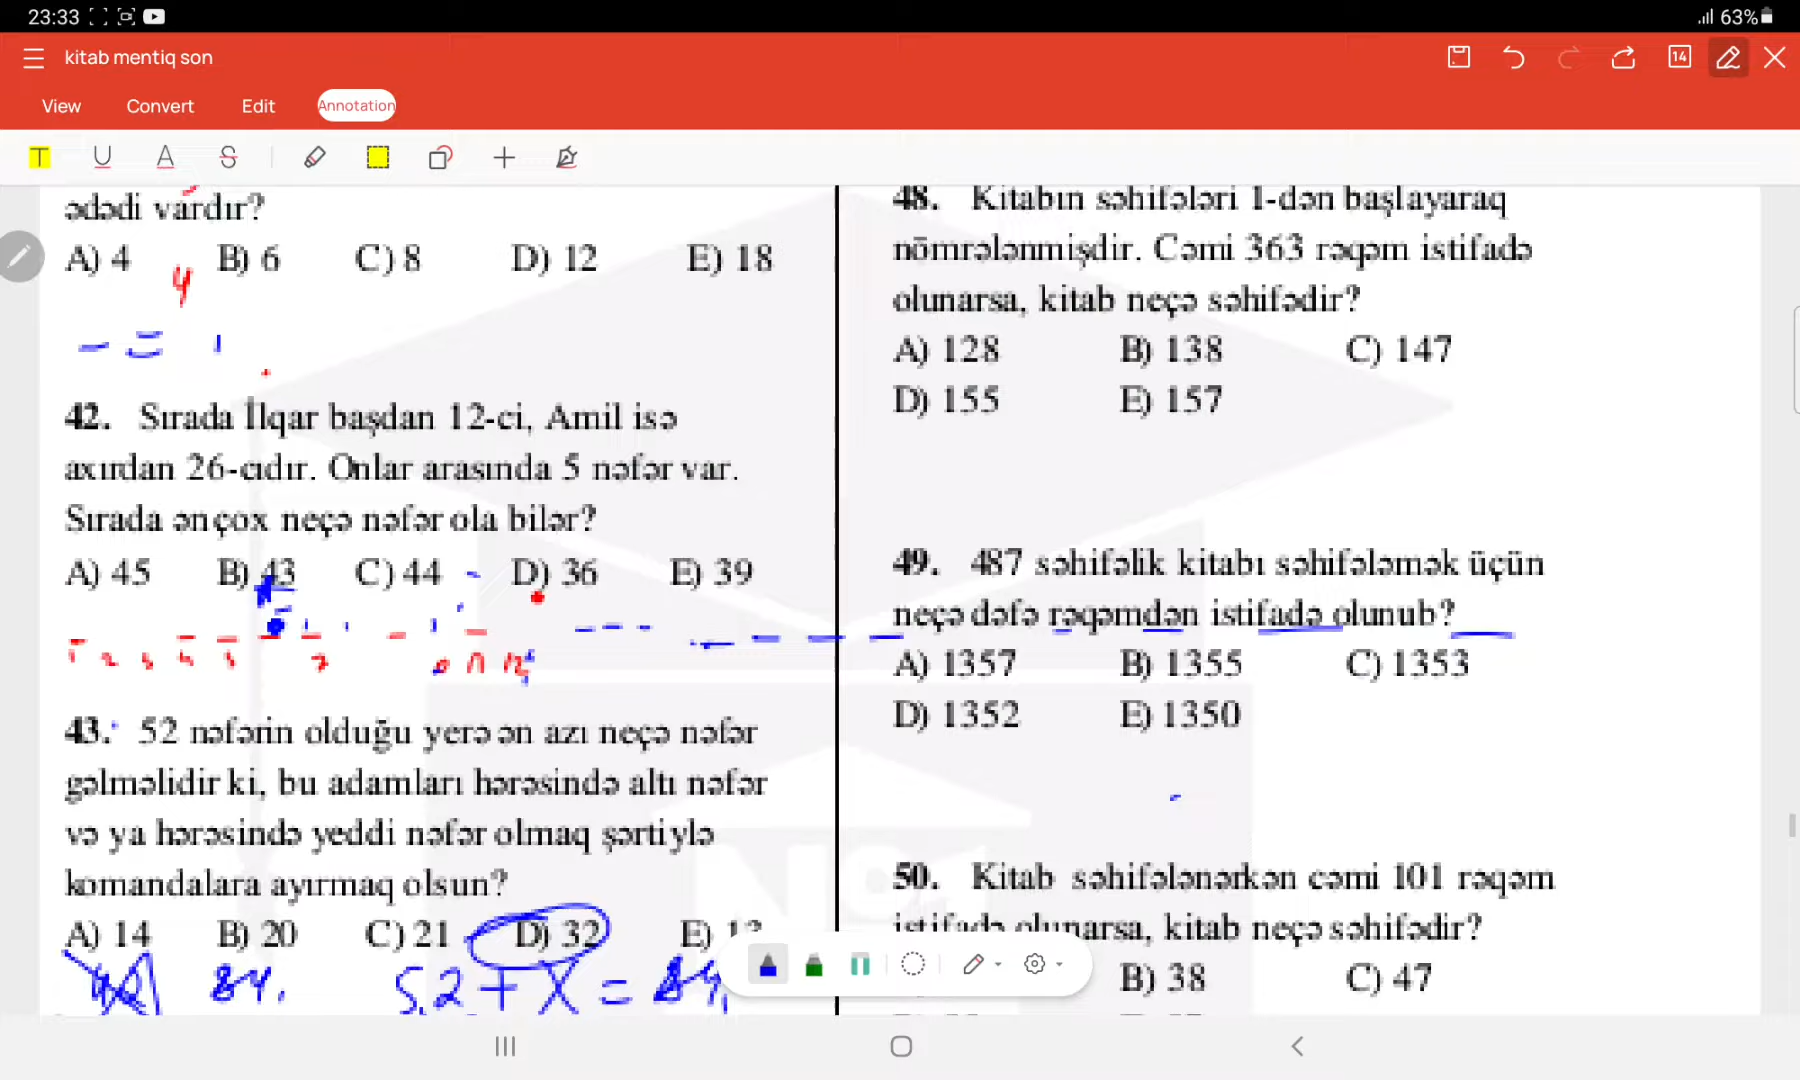 23:33
63%
kitab mentiq son
14
View Convert Edit Annotation
T U A S
ədədi vardır?
A) 4 B) 6 C) 8 D) 12 E) 18
4
42. Sırada İlqar başdan 12-ci, Amil isə
axırdan 26-cıdır. Onlar arasında 5 nəfər var.
Sırada ən çox neçə nəfər ola bilər?
A) 45 B) 43 C) 44 D) 36 E) 39
43. 52 nəfərin olduğu yerə ən azı neçə nəfər
gəlməlidir ki, bu adamları hərəsində altı nəfər
və ya hərəsində yeddi nəfər olmaq şərtiylə
komandalara ayırmaq olsun?
A) 14 B) 20 C) 21 D) 32 E)
84. 52 + X = 84
48. Kitabın səhifələri 1-dən başlayaraq
nömrələnmişdir. Cəmi 363 rəqəm istifadə
olunarsa, kitab neçə səhifədir?
A) 128 B) 138 C) 147
D) 155 E) 157
49. 487 səhifəlik kitabı səhifələmək üçün
neçə dəfə rəqəmdən istifadə olunub?
A) 1357 B) 1355 C) 1353
D) 1352 E) 1350
50. Kitab səhifələnərkən cəmi 101 rəqəm
istifadə olunarsa, kitab neçə səhifədir?
B) 38 C) 47